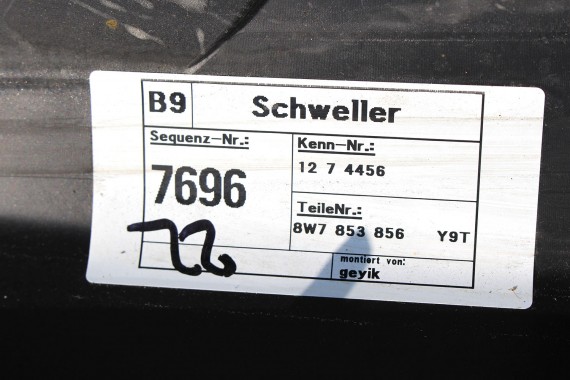 B9 Schweller
Sequenz-Nr.:
7696
Kenn-Nr.:
12 7 4456
TeileNr.:
8W7 853 856 Y9T
montiert von:
geyik